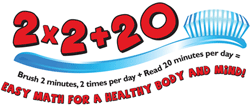 2x2+20
Brush 2 minutes, 2 times per day + Read 20 minutes per day =
EASY MATH FOR A HEALTHY BODY AND MIND!